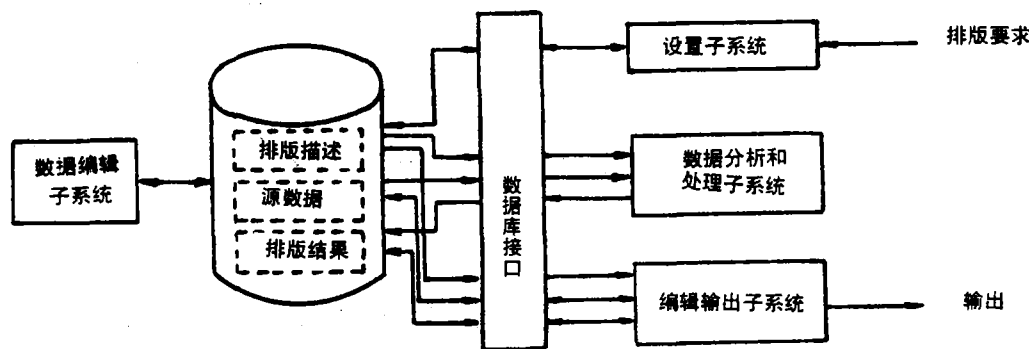 数据编辑
子系统
排版描述
源数据
排版结果
数据库接口
设置子系统
排版要求
数据分析和
处理子系统
编辑输出子系统
输出